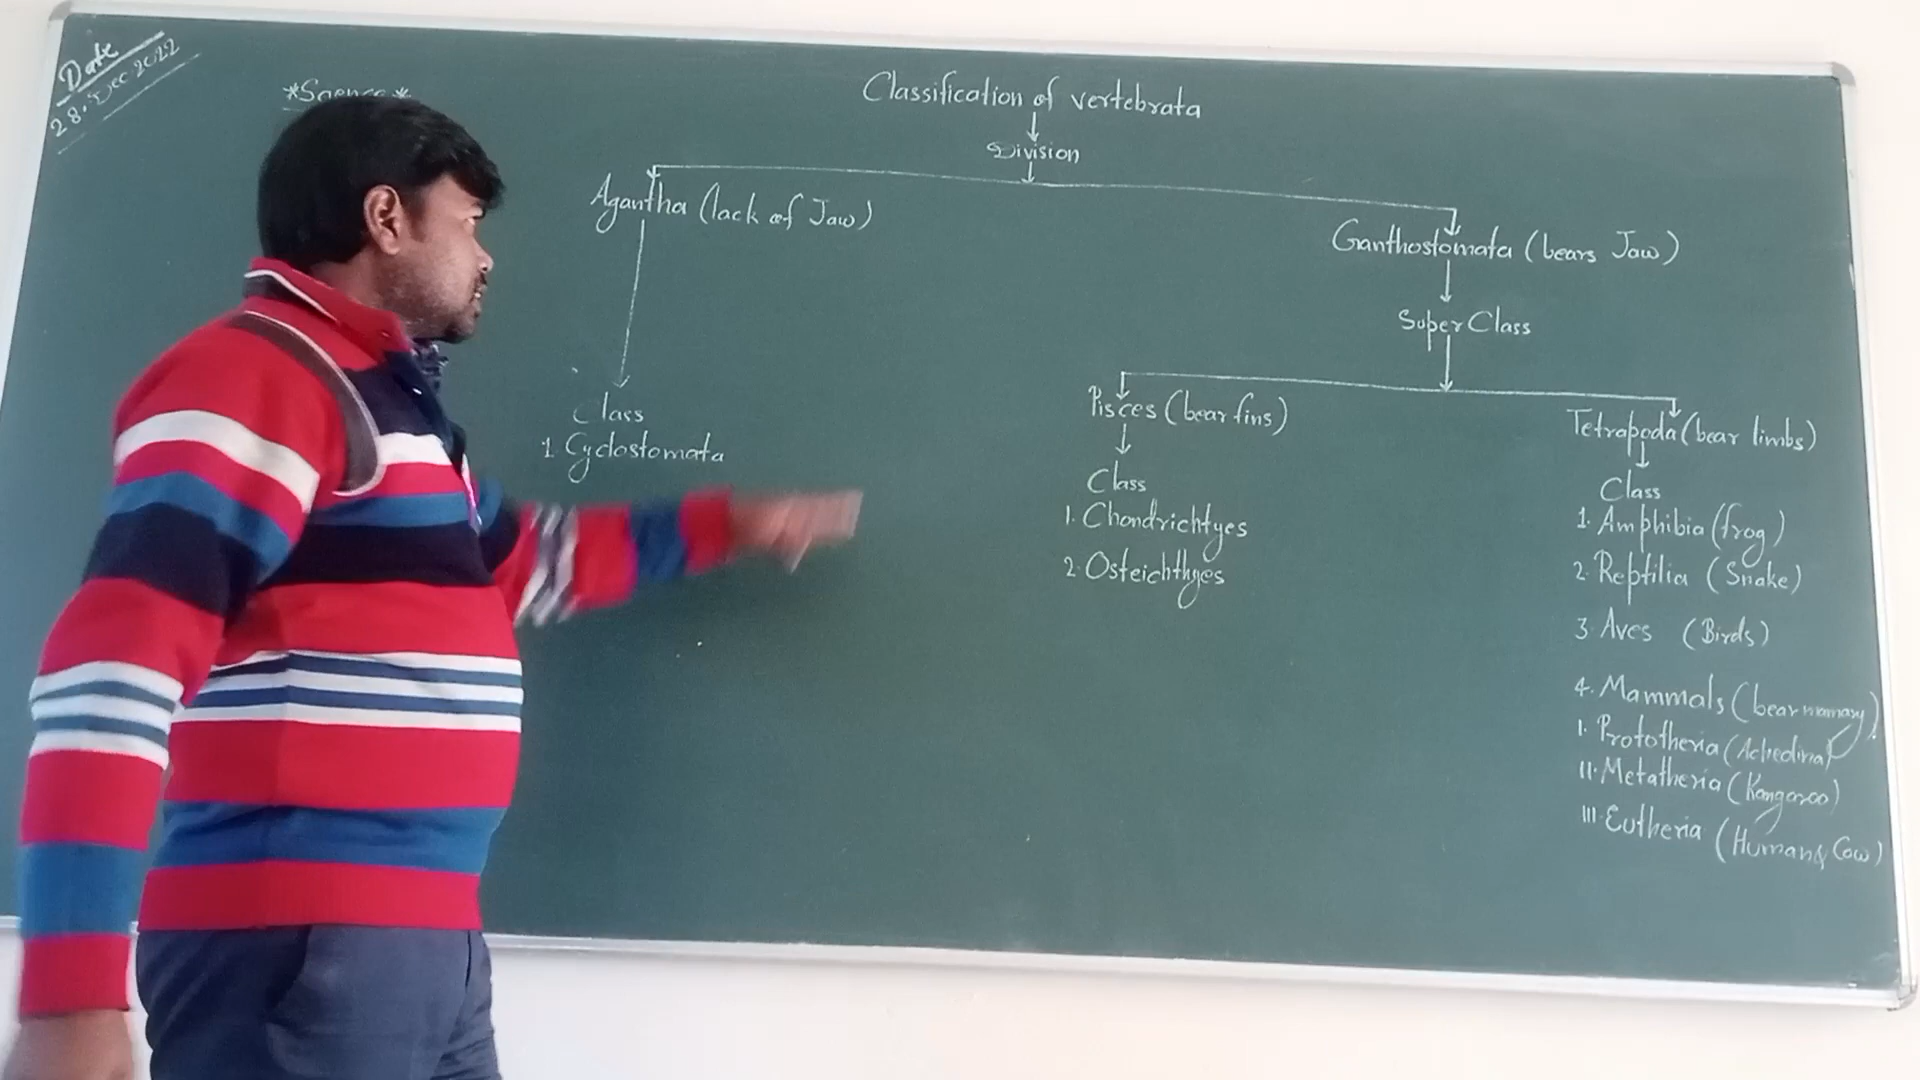 Date
28. Dec 2022
*Science*
Classification of vertebrata
Division
Agantha (lack of Jaw)
Ganthostomata (bears Jaw)
Super Class
Class
1. Cyclostomata
Pisces (bear fins)
Class
1. Chondrichtyes
2. Osteichthyes
Tetrapoda (bear limbs)
Class
1. Amphibia (frog)
2. Reptilia (Snake)
3. Aves (Birds)
4. Mammals (bear mamary)
I. Prototheria
II. Metatheria (Kangaroo)
III. Eutheria (Human & Cow)